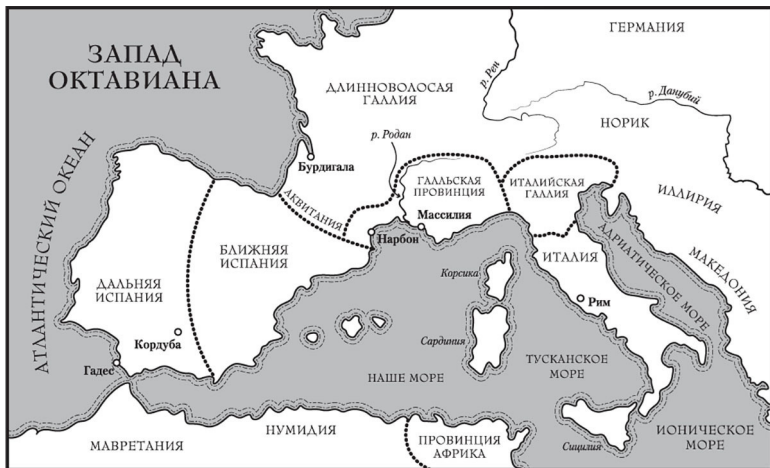 ЗАПАД
ОКТАВИАНА
ГЕРМАНИЯ
р. Рен
ДЛИННОВОЛОСАЯ
ГАЛЛИЯ
р. Данубий
НОРИК
р. Родан
Бурдигала
АКВИТАНИЯ
ГАЛЬСКАЯ
ПРОВИНЦИЯ
ИТАЛИЙСКАЯ
ГАЛЛИЯ
ИЛЛИРИЯ
Массилия
Нарбон
АТЛАНТИЧЕСКИЙ ОКЕАН
БЛИЖНЯЯ
ИСПАНИЯ
ДАЛЬНЯЯ
ИСПАНИЯ
ИТАЛИЯ
АДРИАТИЧЕСКОЕ МОРЕ
МАКЕДОНИЯ
Корсика
Рим
Кордуба
Сардиния
Гадес
НАШЕ МОРЕ
ТУСКАНСКОЕ
МОРЕ
Сицилия
ИОНИЧЕСКОЕ
МОРЕ
МАВРЕТАНИЯ
НУМИДИЯ
ПРОВИНЦИЯ
АФРИКА